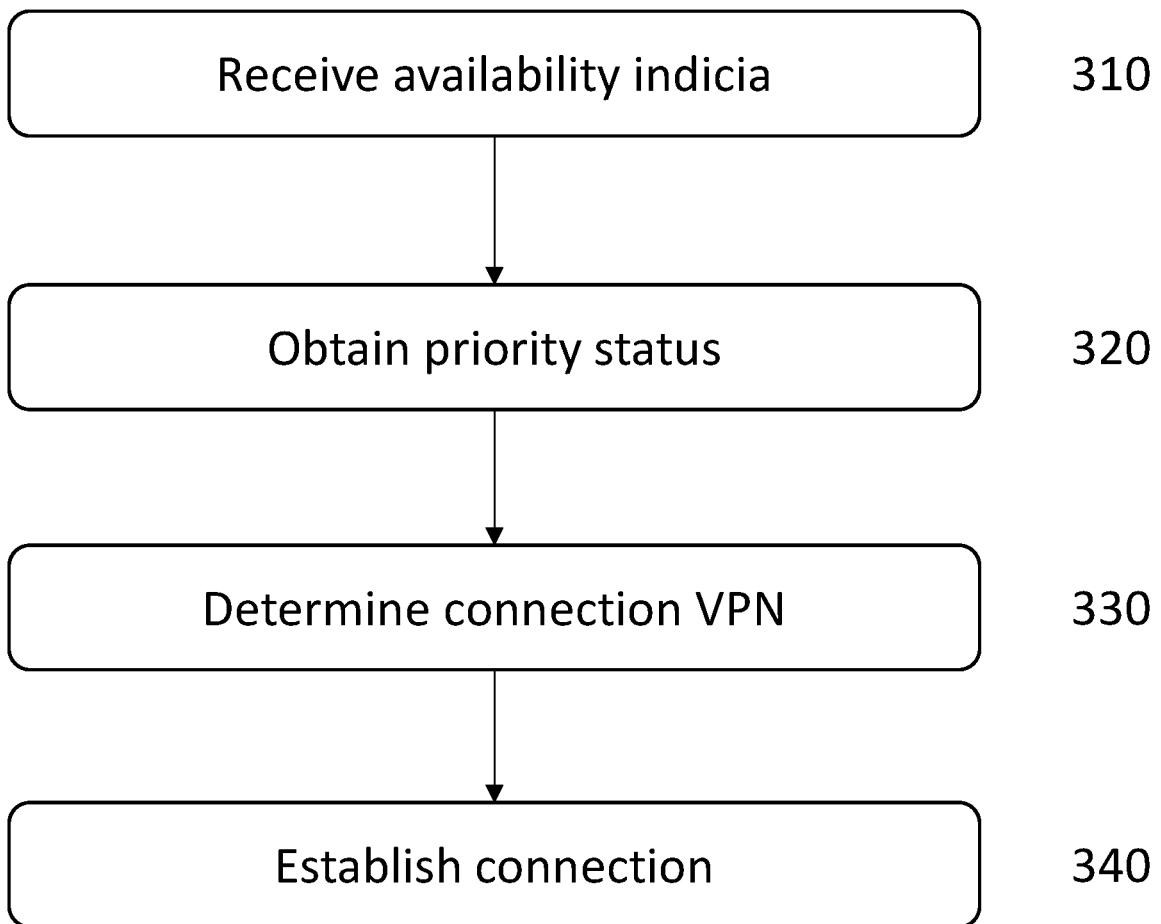 Receive availability indicia 310
Obtain priority status 320
Determine connection VPN 330
Establish connection 340